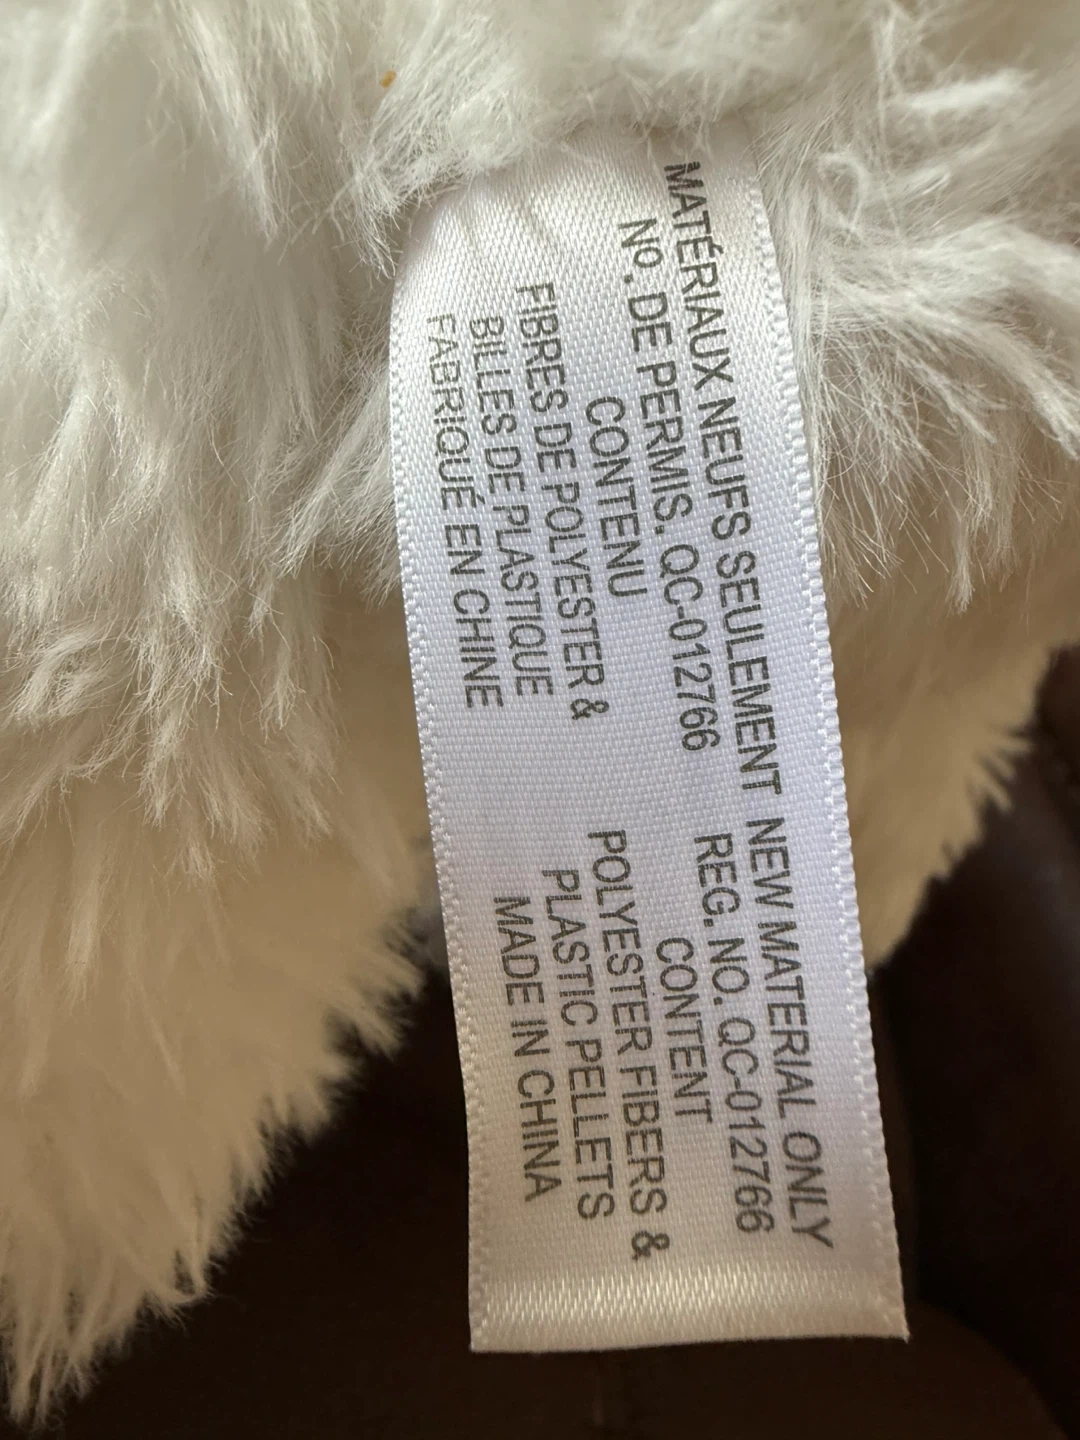 MATÉRIAUX NEUFS SEULEMENT
Nº. DE PERMIS. QC-012766
CONTENU
FIBRES DE POLYESTER &
BILLES DE PLASTIQUE
FABRIQUÉ EN CHINE
NEW MATERIAL ONLY
REG. NO. QC-012766
CONTENT
POLYESTER FIBERS &
PLASTIC PELLETS
MADE IN CHINA